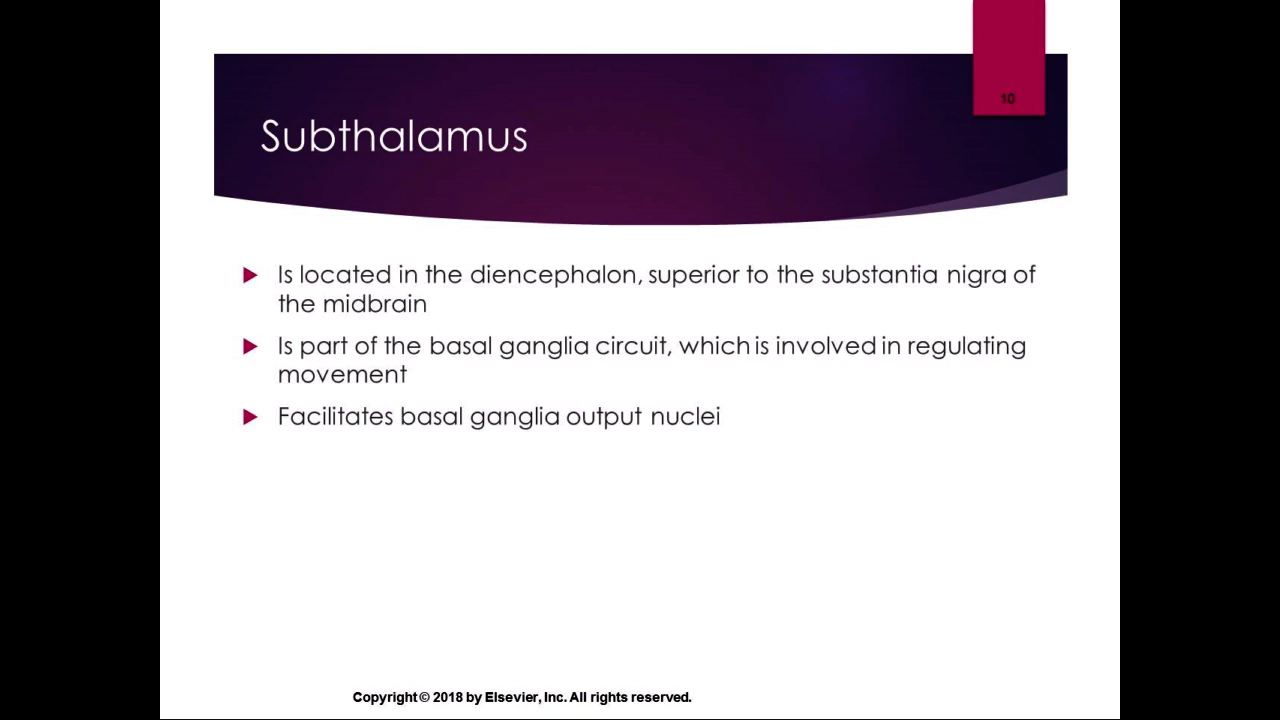 10
Subthalamus
Is located in the diencephalon, superior to the substantia nigra of
the midbrain
Is part of the basal ganglia circuit, which is involved in regulating
movement
Facilitates basal ganglia output nuclei
Copyright © 2018 by Elsevier, Inc. All rights reserved.